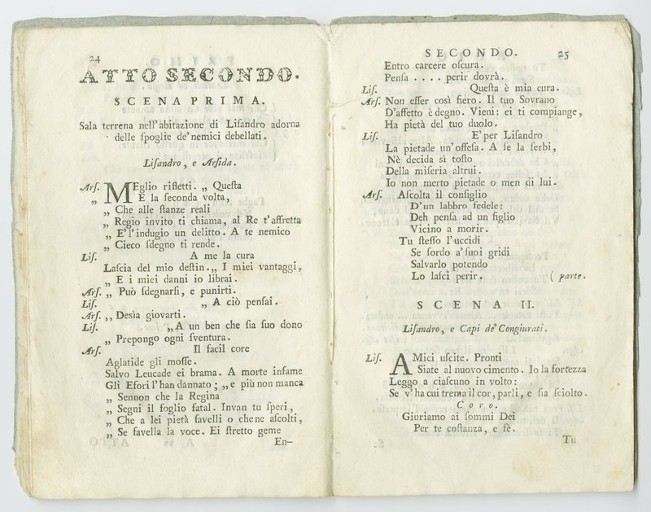 24
ATTO SECONDO.
SCENA PRIMA.
Sala terrena nell'abitazione di Liſandro adorna
delle ſpoglie de'nemici debellati.
Liſandro, e Arſida.
Arſ. MEglio rifletti. „ Queſta
„ E la ſeconda volta,
„ Che alle ſtanze reali
„ Regio invito ti chiama, al Re t'affretta
„ E' l'indugio un delitto. A te nemico
„ Cieco ſdegno ti rende.
Liſ. A me la cura
Laſcia del mio deſtin. „ I miei vantaggi,
„ E i miei danni io librai.
Arſ. „ Può ſdegnarſi, e punirti.
Liſ. „ A ciò penſai.
Arſ. „ Desìa giovarti.
Liſ. „ A un ben che ſia ſuo dono
„ Prepongo ogni ſventura.
Arſ. Il facil core
Agiatide gli moſſe.
Salvo Leucade ei brama. A morte infame
Gli Efori l'han dannato; „ e più non manca
„ Sennon che la Regina
„ Segni il foglio fatal. Invan tu ſperi,
„ Che a lei pietà ſavelli o chene aſcolti,
„ Se favella la voce. Ei ſtretto geme
En-
SECONDO. 25
Entro carcere oſcura.
Penſa .... perir dovrà.
Liſ. Queſta è mia cura.
Arſ. Non eſſer così fiero. Il tuo Sovrano
D'affetto è degno. Vieni: ei ti compiange,
Ha pietà del tuo duolo.
Liſ. E' per Liſandro
La pietade un'offeſa. A ſe la ſerbi,
Nè decida sì toſto
Della miſeria altrui.
Io non merto pietade o men di lui.
Arſ. Aſcolta il conſiglio
D'un labbro fedele:
Deh penſa ad un figlio
Vicino a morir.
Tu ſteſſo l'uccidi
Se ſordo a'ſuoi gridi
Salvarlo potendo
Lo laſci perir. ( parte.
SCENA II.
Liſandro, e Capi de' Congiurati.
Liſ. AMici uſcite. Pronti
Siate al nuovo cimento. Io la fortezza
Leggo a ciaſcuno in volto:
Se v'ha cui trema il cor, parli, e ſia ſciolto.
Coro.
Giuriamo ai ſommi Dei
Per te coſtanza, e fè.
Tu